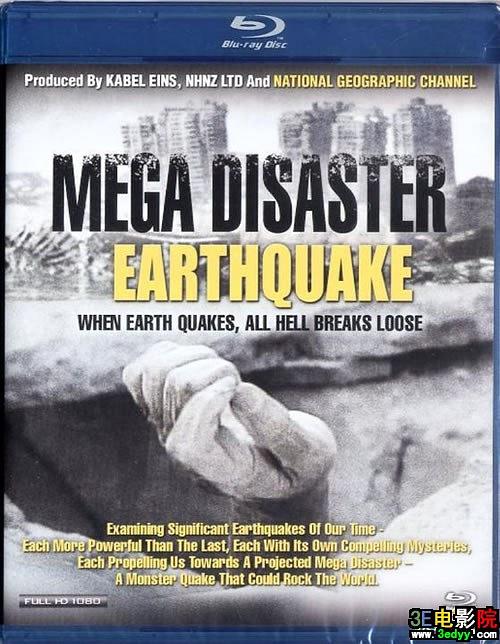 Blu-ray Disc
Produced By KABEL EINS, NHNZ LTD And NATIONAL GEOGRAPHIC CHANNEL
MEGA DISASTER
EARTHQUAKE
WHEN EARTH QUAKES, ALL HELL BREAKS LOOSE
Examining Significant Earthquakes Of Our Time -
Each More Powerful Than The Last, Each With Its Own Compelling Mysteries,
Each Propelling Us Towards A Projected Mega Disaster –
A Monster Quake That Could Rock The World.
FULL HD 1080
3E电影院
www.3edyy.com